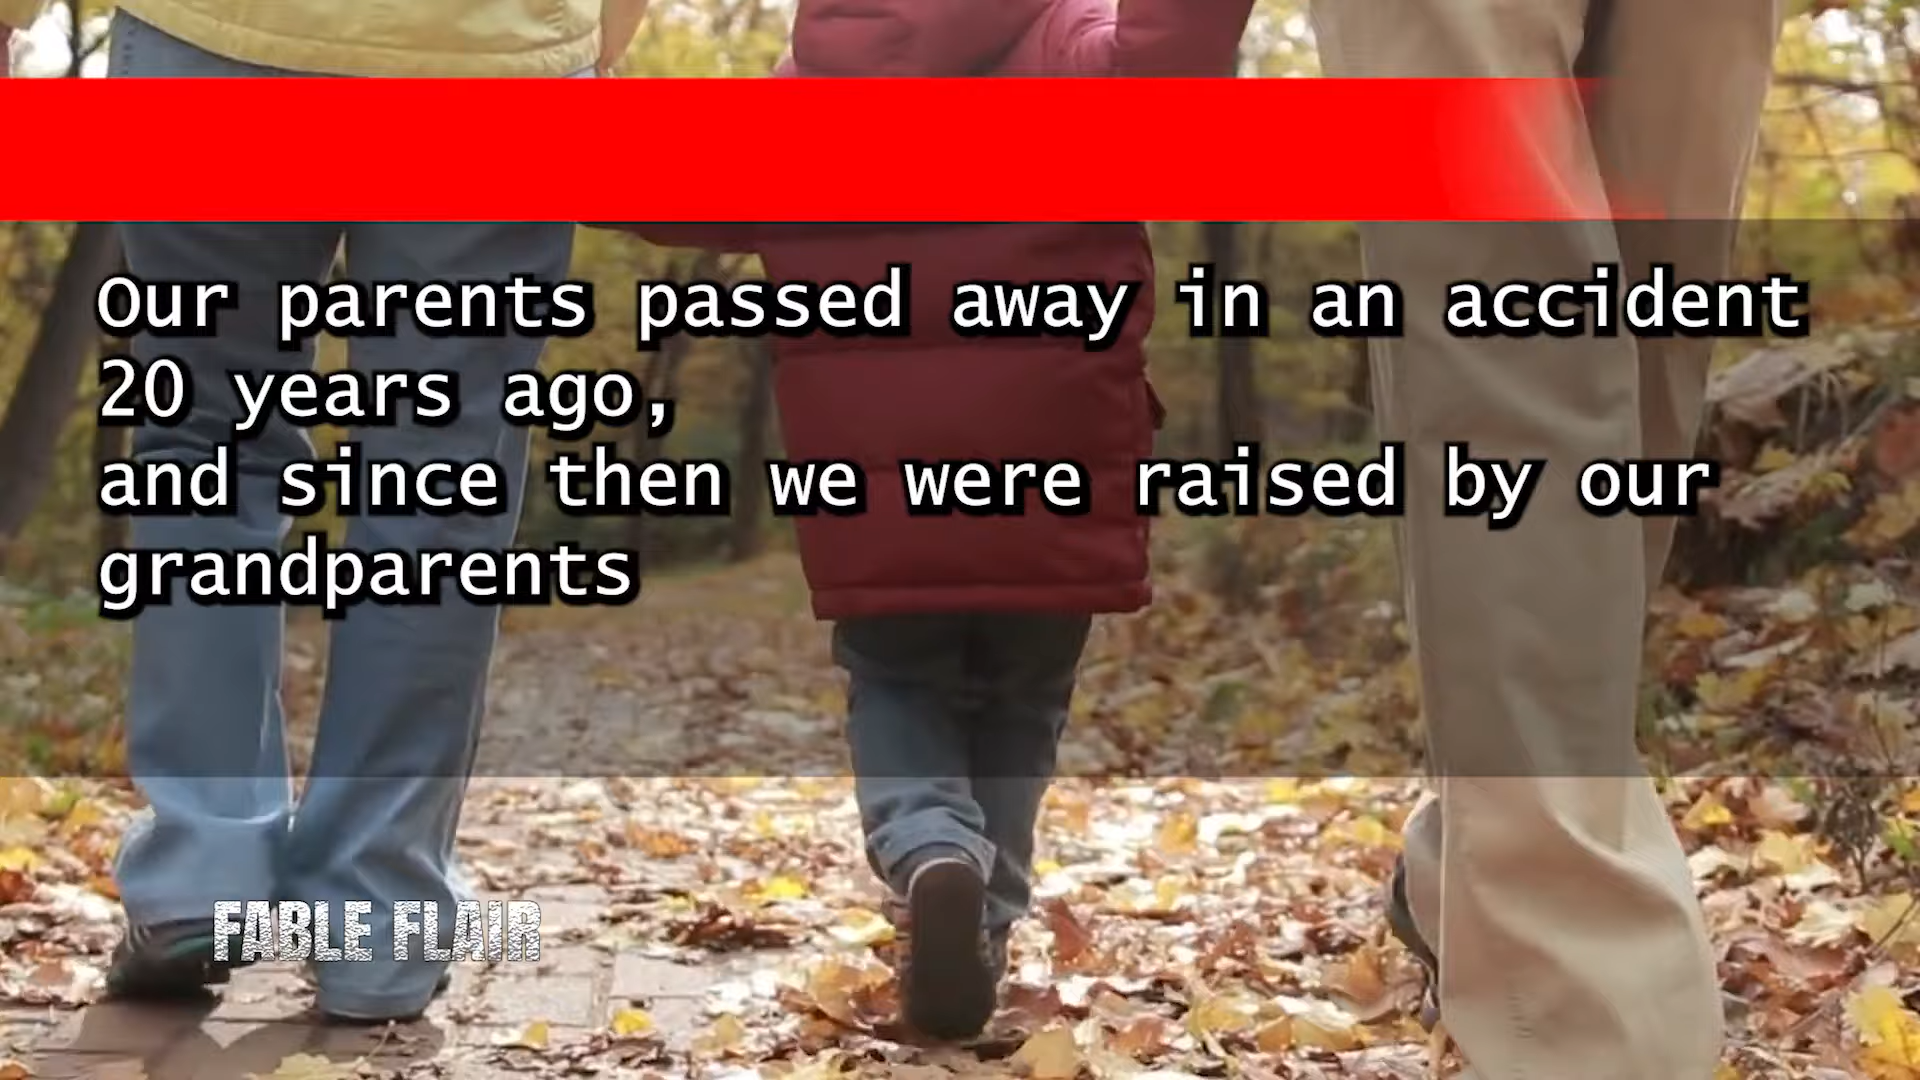 Our parents passed away in an accident
20 years ago,
and since then we were raised by our
grandparents
FABLE FLAIR